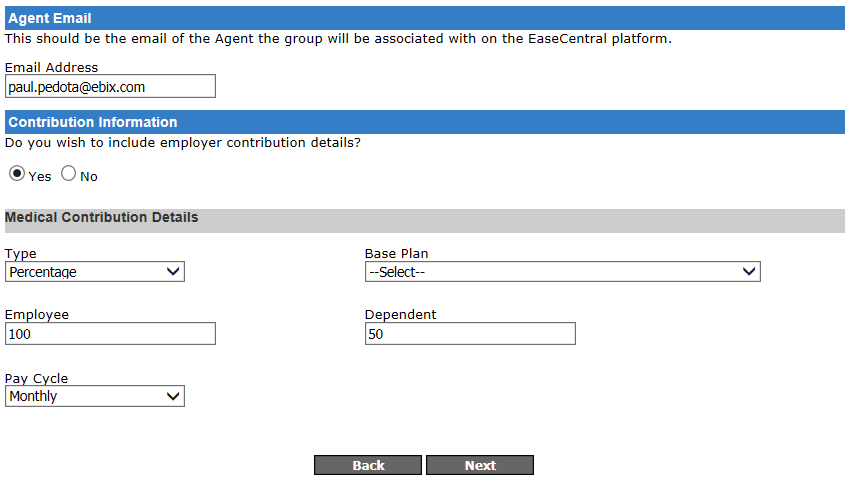 Agent Email
This should be the email of the Agent the group will be associated with on the EaseCentral platform.
Email Address
paul.pedota@ebix.com
Contribution Information
Do you wish to include employer contribution details?
Yes No
Medical Contribution Details
Type Base Plan
Percentage --Select--
Employee Dependent
100 50
Pay Cycle
Monthly
Back Next